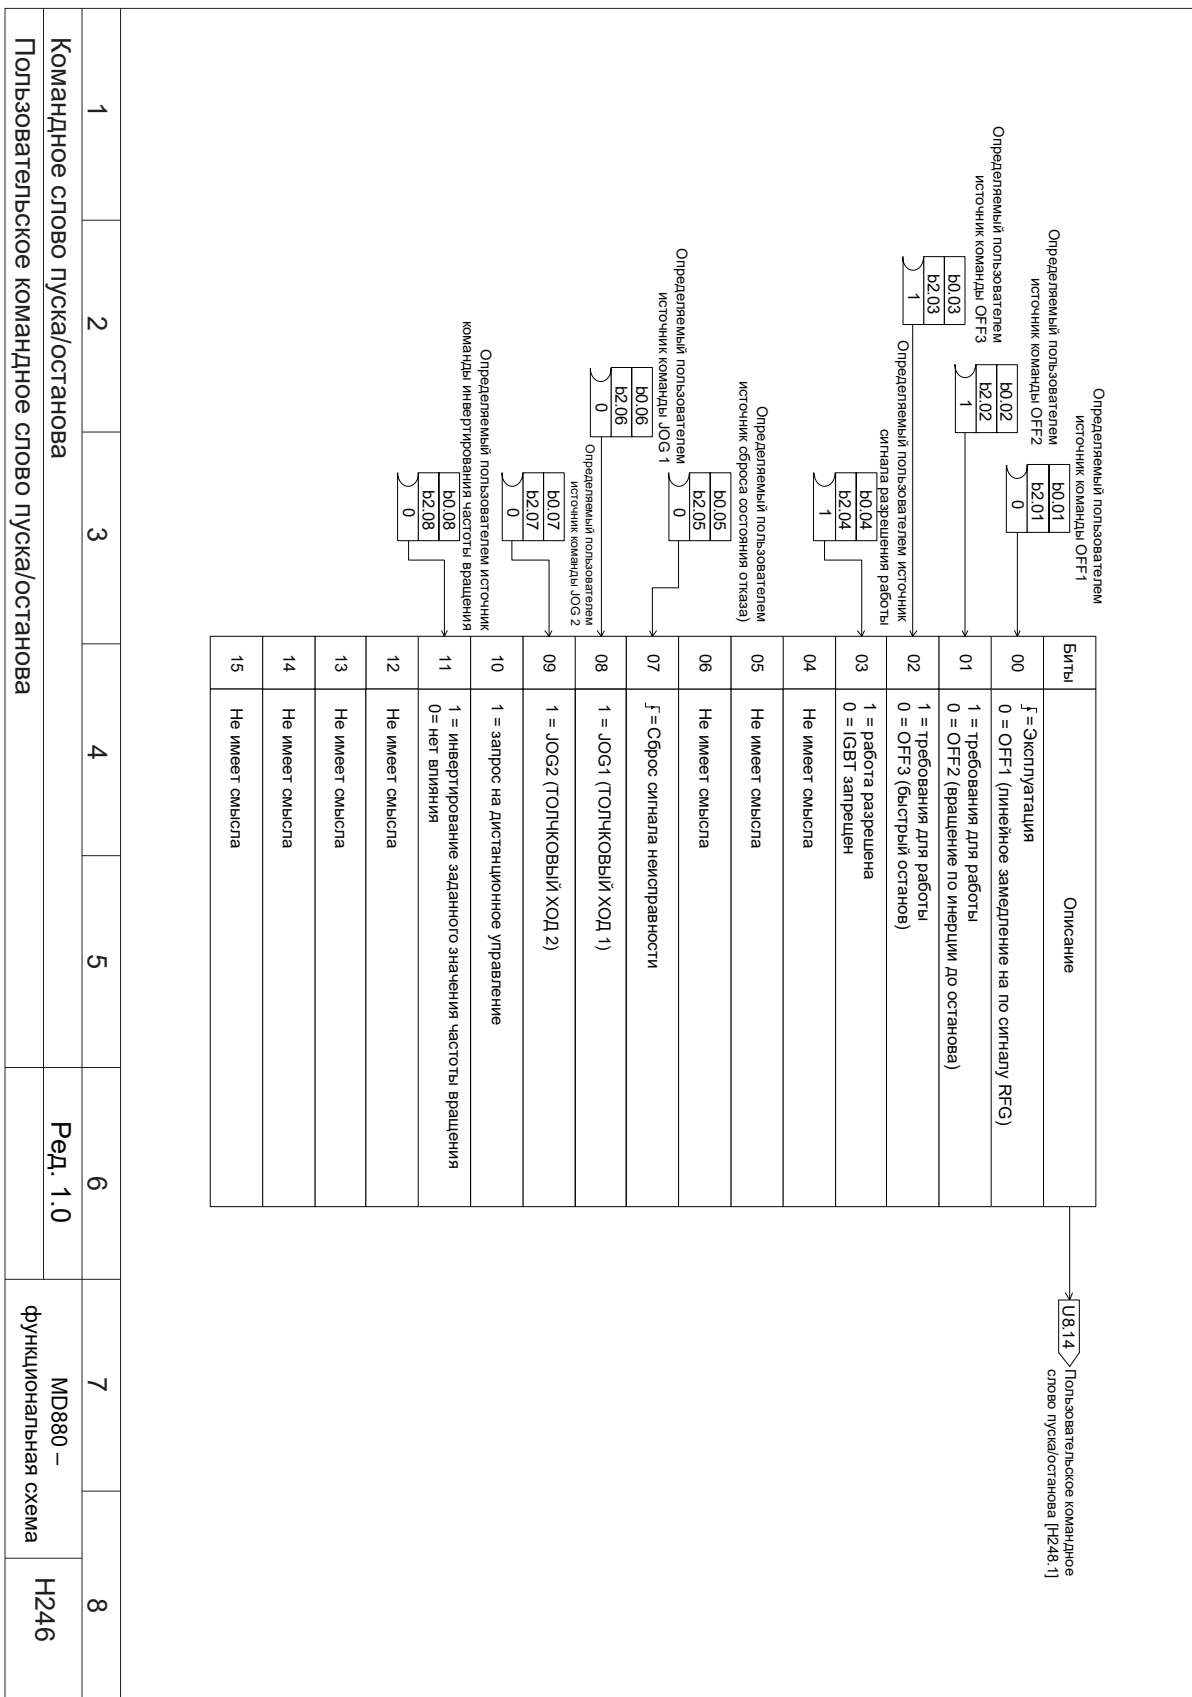 Определяемый пользователем
источник команды OFF1
b0.01
b2.01
0
Определяемый пользователем
источник команды OFF2
b0.02
b2.02
1
Определяемый пользователем
источник команды OFF3
b0.03
b2.03
1
Определяемый пользователем источник
сигнала разрешения работы
b0.04
b2.04
1
Определяемый пользователем
источник сброса состояния отказа)
b0.05
b2.05
0
Определяемый пользователем
источник команды JOG 1
b0.06
b2.06
0
Определяемый пользователем
источник команды JOG 2
b0.07
b2.07
0
Определяемый пользователем источник
команды инвертирования частоты вращения
b0.08
b2.08
0
Биты Описание
00 = Эксплуатация
0 = OFF1 (линейное замедление на по сигналу RFG)
01 1 = требования для работы
0 = OFF2 (вращение по инерции до останова)
02 1 = требования для работы
0 = OFF3 (быстрый останов)
03 1 = работа разрешена
0 = IGBT запрещен
04 Не имеет смысла
05 Не имеет смысла
06 Не имеет смысла
07 = Сброс сигнала неисправности
08 1 = JOG1 (ТОЛЧКОВЫЙ ХОД 1)
09 1 = JOG2 (ТОЛЧКОВЫЙ ХОД 2)
10 1 = запрос на дистанционное управление
11 1 = инвертирование заданного значения частоты вращения
0= нет влияния
12 Не имеет смысла
13 Не имеет смысла
14 Не имеет смысла
15 Не имеет смысла
U8.14
Пользовательское командное
слово пуска/останова [H248.1]
1 2 3 4 5 6 7 8
Командное слово пуска/останова
Пользовательское командное слово пуска/останова
Ред. 1.0
MD880 –
функциональная схема
H246